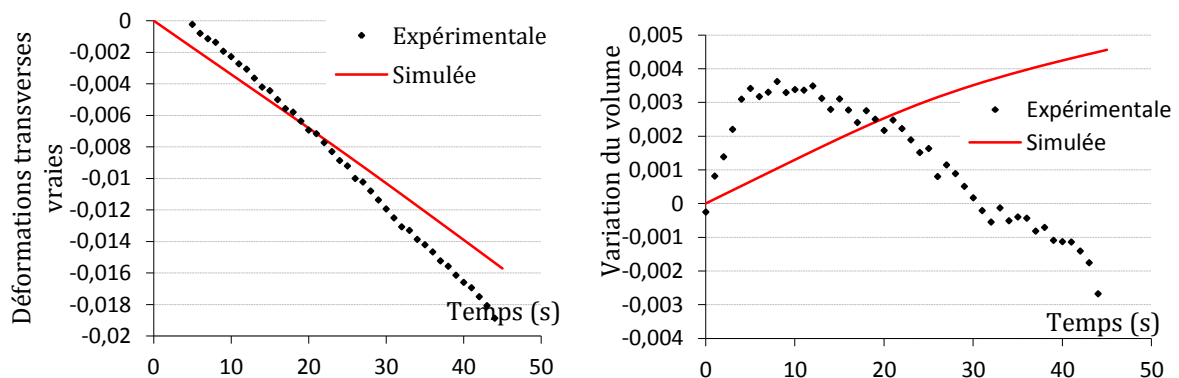 0
-0,002
-0,004
-0,006
-0,008
-0,01
-0,012
-0,014
-0,016
-0,018
-0,02
Déformations transverses
vraies
Expérimentale
Simulée
Temps (s)
0 10 20 30 40 50
0,005
0,004
0,003
0,002
0,001
0
-0,001
-0,002
-0,003
-0,004
Variation du volume
Expérimentale
Simulée
Temps (s)
0 10 20 30 40 50